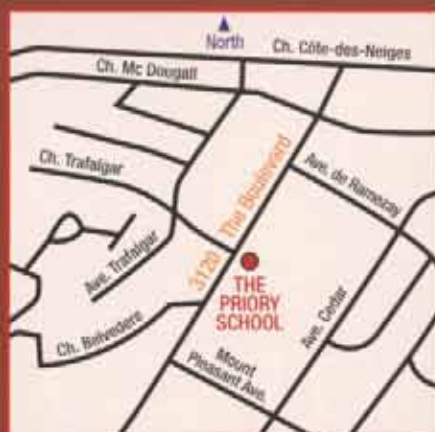 North
Ch. Côte-des-Neiges
Ch. Mc Dougall
Ch. Trafalgar
3120 The Boulevard
Ave. de Ramezay
Ave. Trafalgar
THE
PRIORY
SCHOOL
Ave. Cedar
Ch. Belvedere
Mount
Pleasant Ave.